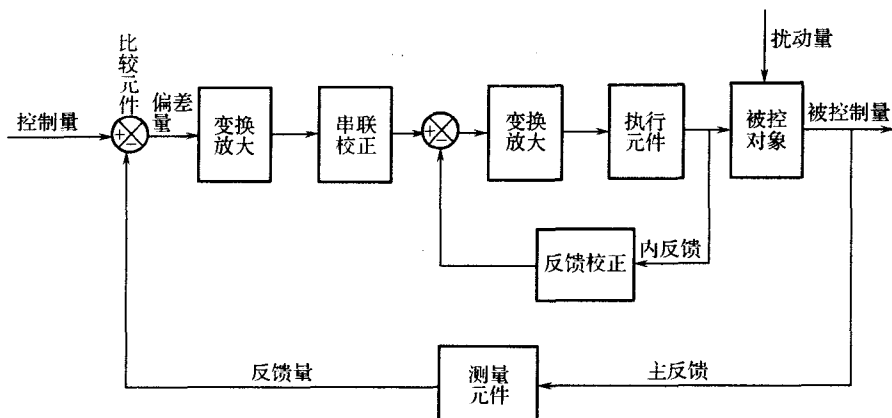 扰动量
比较元件
控制量
偏差
量
变换
放大
串联
校正
变换
放大
执行
元件
被控
对象
被控制量
反馈校正
内反馈
反馈量
测量
元件
主反馈